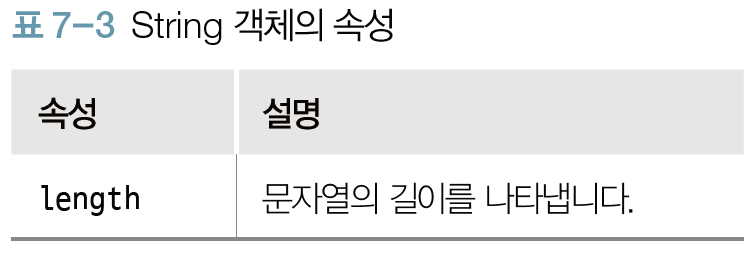 표 7-3 String 객체의 속성
속성 설명
length 문자열의 길이를 나타냅니다.